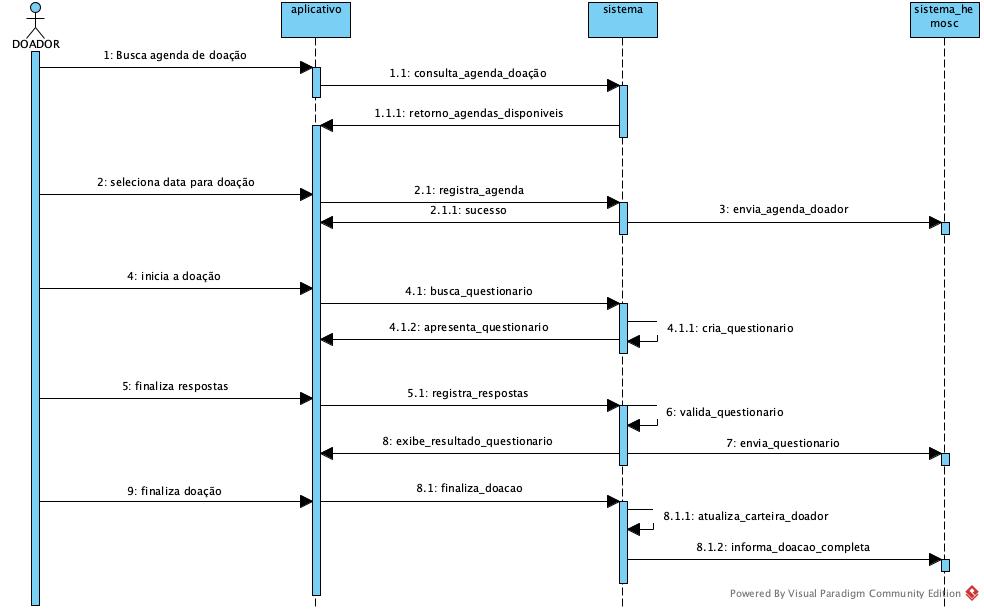 aplicativo
sistema
sistema_he
mosc
DOADOR
1: Busca agenda de doação
1.1: consulta_agenda_doação
1.1.1: retorno_agendas_disponiveis
2: seleciona data para doação
2.1: registra_agenda
2.1.1: sucesso
3: envia_agenda_doador
4: inicia a doação
4.1: busca_questionario
4.1.2: apresenta_questionario
4.1.1: cria_questionario
5: finaliza respostas
5.1: registra_respostas
6: valida_questionario
8: exibe_resultado_questionario
7: envia_questionario
9: finaliza doação
8.1: finaliza_doacao
8.1.1: atualiza_carteira_doador
8.1.2: informa_doacao_completa
Powered By Visual Paradigm Community Edition